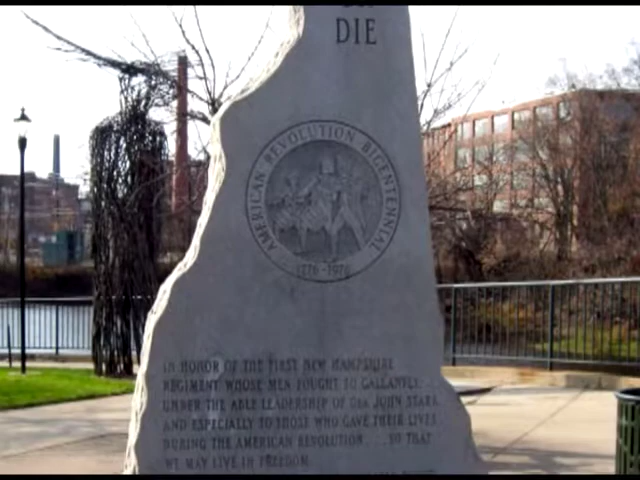 DIE
AMERICAN REVOLUTION BICENTENNIAL
1776-1976
IN HONOR OF THE FIRST NEW HAMPSHIRE
REGIMENT WHOSE MEN FOUGHT SO GALLANTLY
UNDER THE ABLE LEADERSHIP OF GEN. JOHN STARK
AND ESPECIALLY TO THOSE WHO GAVE THEIR LIVES
DURING THE AMERICAN REVOLUTION . . . SO THAT
WE MAY LIVE IN FREEDOM